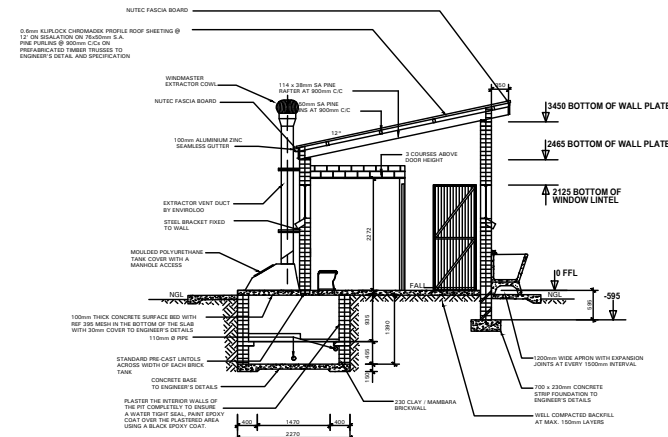 NUTEC FASCIA BOARD
0.6mm KLIPLOCK CHROMADEK PROFILE ROOF SHEETING @
12° ON SISALATION ON 76x50mm S.A.
PINE PURLINS @ 900mm C/Cs ON
PREFABRICATED TIMBER TRUSSES TO
ENGINEER'S DETAIL AND SPECIFICATION
WINDMASTER
EXTRACTOR COWL
NUTEC FASCIA BOARD
114 x 38mm SA PINE
RAFTER AT 900mm C/C
50mm SA PINE
AT 900mm C/C
350
3450 BOTTOM OF WALL PLATE
100mm ALUMINIUM ZINC
SEAMLESS GUTTER
12°
3 COURSES ABOVE
DOOR HEIGHT
2465 BOTTOM OF WALL PLATE
2125 BOTTOM OF
WINDOW LINTEL
EXTRACTOR VENT DUCT
BY ENVIROLOO
STEEL BRACKET FIXED
TO WALL
2272
MOULDED POLYURETHANE
TANK COVER WITH A
MANHOLE ACCESS
FALL
0 FFL
NGL
NGL
-595
595
100mm THICK CONCRETE SURFACE BED WITH
REF 395 MESH IN THE BOTTOM OF THE SLAB
WITH 30mm COVER TO ENGINEER'S DETAILS
110mm Ø PIPE
935
1390
455
150
STANDARD PRE-CAST LINTOLS
ACROSS WIDTH OF EACH BRICK
TANK
CONCRETE BASE
TO ENGINEER'S DETAILS
PLASTER THE INTERIOR WALLS OF
THE PIT COMPLETELY TO ENSURE
A WATER TIGHT SEAL, PAINT EPOXY
COAT OVER THE PLASTERED AREA
USING A BLACK EPOXY COAT.
230 CLAY / MAMBARA
BRICKWALL
1200mm WIDE APRON WITH EXPANSION
JOINTS AT EVERY 1500mm INTERVAL
700 x 230mm CONCRETE
STRIP FOUNDATION TO
ENGINEER'S DETAILS
WELL COMPACTED BACKFILL
AT MAX. 150mm LAYERS
400 1470 400
2270